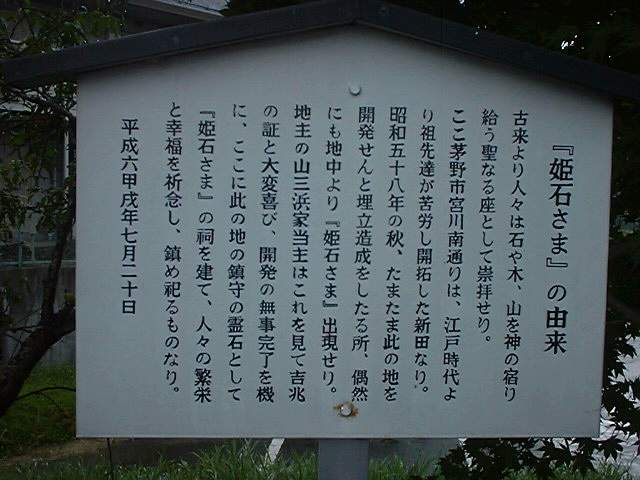 『姫石さま』の由来
古来より人々は石や木、山を神の宿り
給う聖なる座として崇拝せり。
ここ茅野市宮川南通りは、江戸時代よ
り祖先達が苦労し開拓した新田なり。
昭和五十八年の秋、たまたま此の地を
開発せんと埋立造成をしたる所、偶然
にも地中より『姫石さま』出現せり。
地主の山三浜家当主はこれを見て吉兆
の証と大変喜び、開発の無事完了を機
に、ここに此の地の鎮守の霊石として
『姫石さま』の祠を建て、人々の繁栄
と幸福を祈念し、鎮め祀るものなり。
平成六甲戌年七月二十日